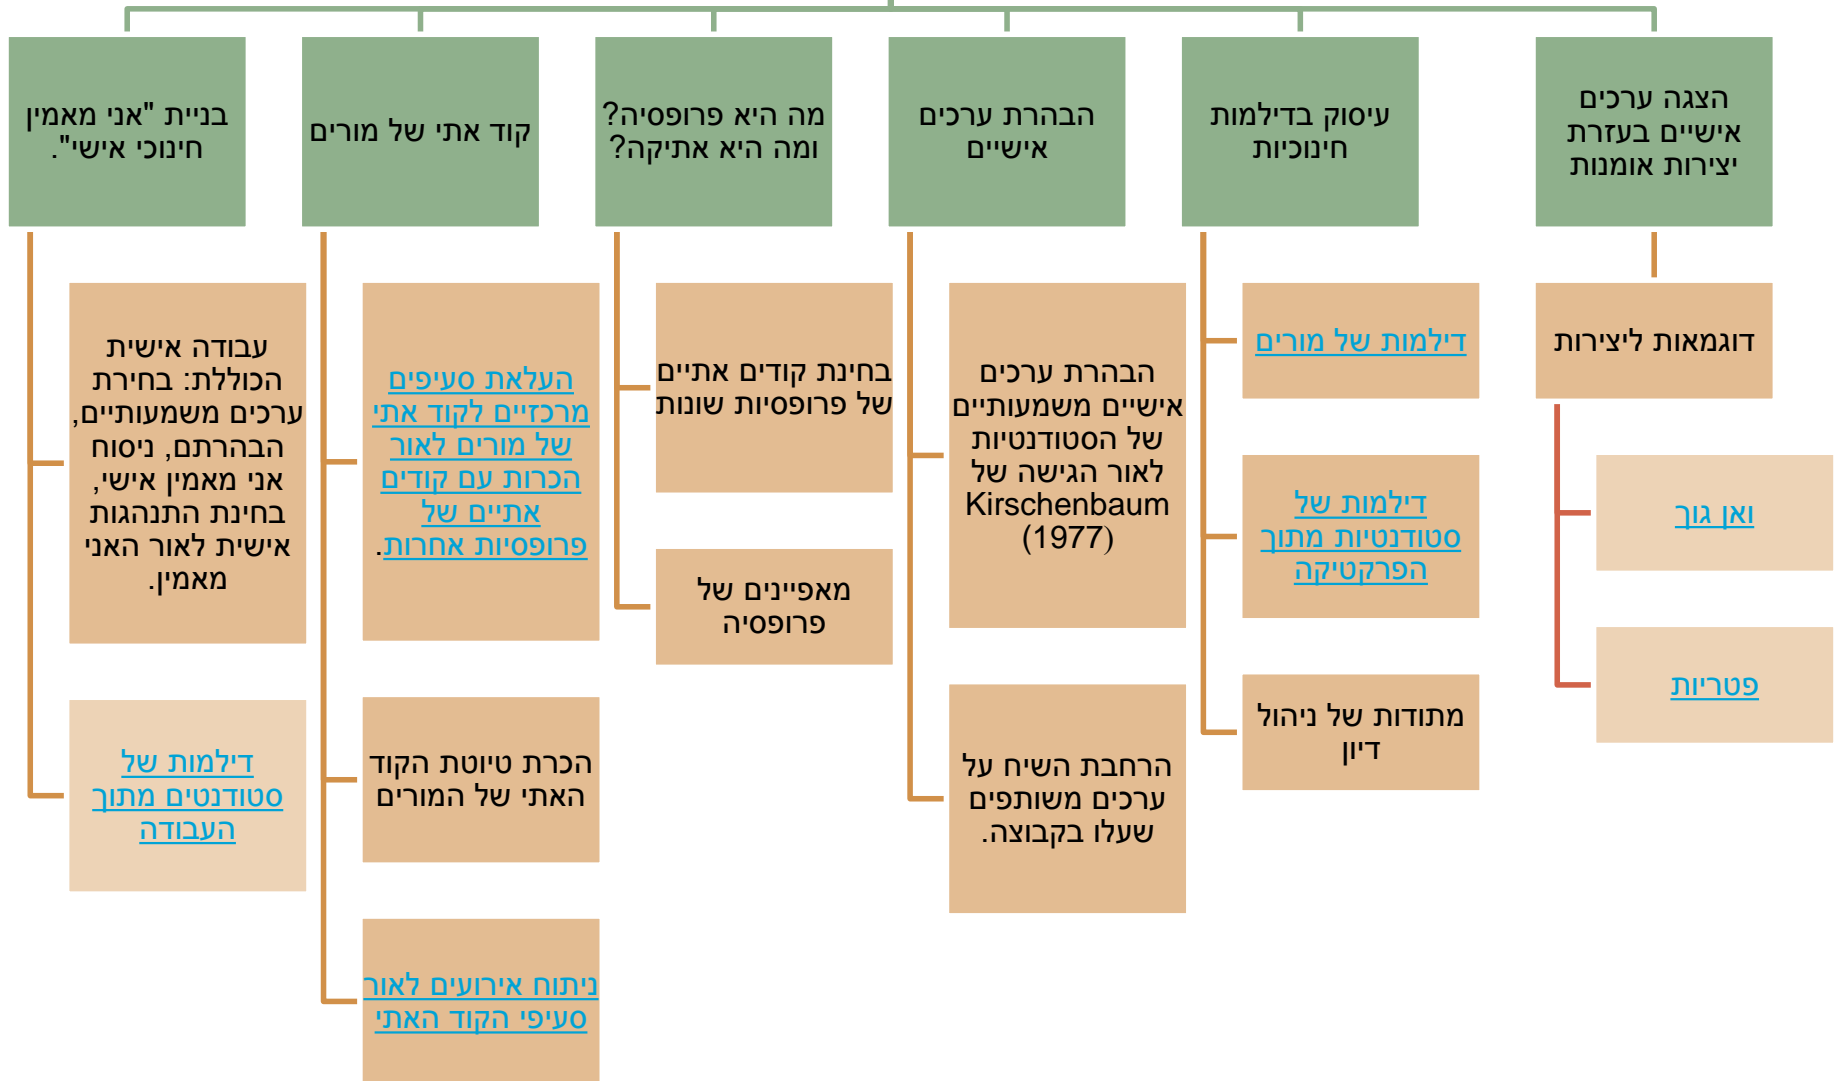 הצגה ערכים
אישיים בעזרת
יצירות אומנות
דוגמאות ליצירות
ואן גוך
פטריות
עיסוק בדילמות
חינוכיות
דילמות של מורים
דילמות של
סטודנטיות מתוך
הפרקטיקה
מתודות של ניהול
דיון
הבהרת ערכים
אישיים
הבהרת ערכים
אישיים משמעותיים
של הסטודנטיות
לאור הגישה של
Kirschenbaum
(1977)
הרחבת השיח על
ערכים משותפים
שעלו בקבוצה.
מה היא פרופסיה?
ומה היא אתיקה?
בחינת קודים אתיים
של פרופסיות שונות
מאפיינים של
פרופסיה
קוד אתי של מורים
העלאת סעיפים
מרכזיים לקוד אתי
של מורים לאור
הכרות עם קודים
אתיים של
פרופסיות אחרות.
הכרת טיוטת הקוד
האתי של המורים
ניתוח אירועים לאור
סעיפי הקוד האתי
בניית "אני מאמין
חינוכי אישי".
עבודה אישית
הכוללת: בחירת
ערכים משמעותיים,
הבהרתם, ניסוח
אני מאמין אישי,
בחינת התנהגות
אישית לאור האני
מאמין.
דילמות של
סטודנטים מתוך
העבודה